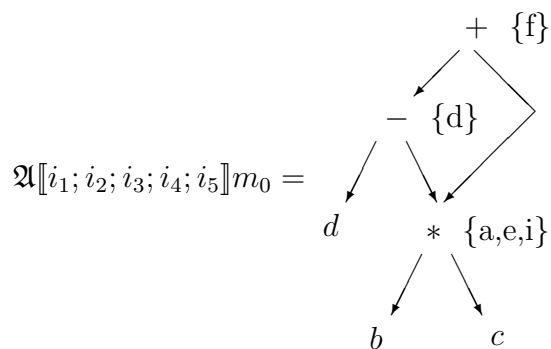 + {f}
− {d}
𝔄⟦i₁; i₂; i₃; i₄; i₅⟧m₀ =
d
∗ {a,e,i}
b c